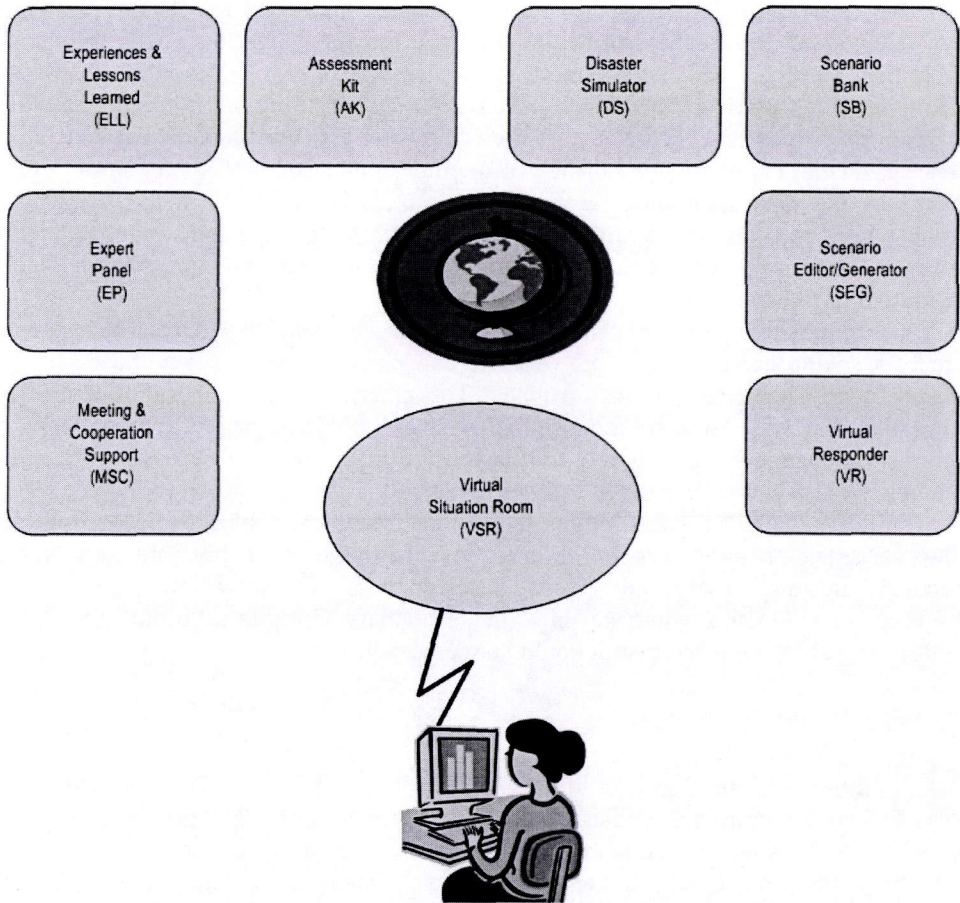 Experiences &
Lessons
Learned
(ELL)
Assessment
Kit
(AK)
Disaster
Simulator
(DS)
Scenario
Bank
(SB)
Expert
Panel
(EP)
Scenario
Editor/Generator
(SEG)
Meeting &
Cooperation
Support
(MSC)
Virtual
Situation Room
(VSR)
Virtual
Responder
(VR)